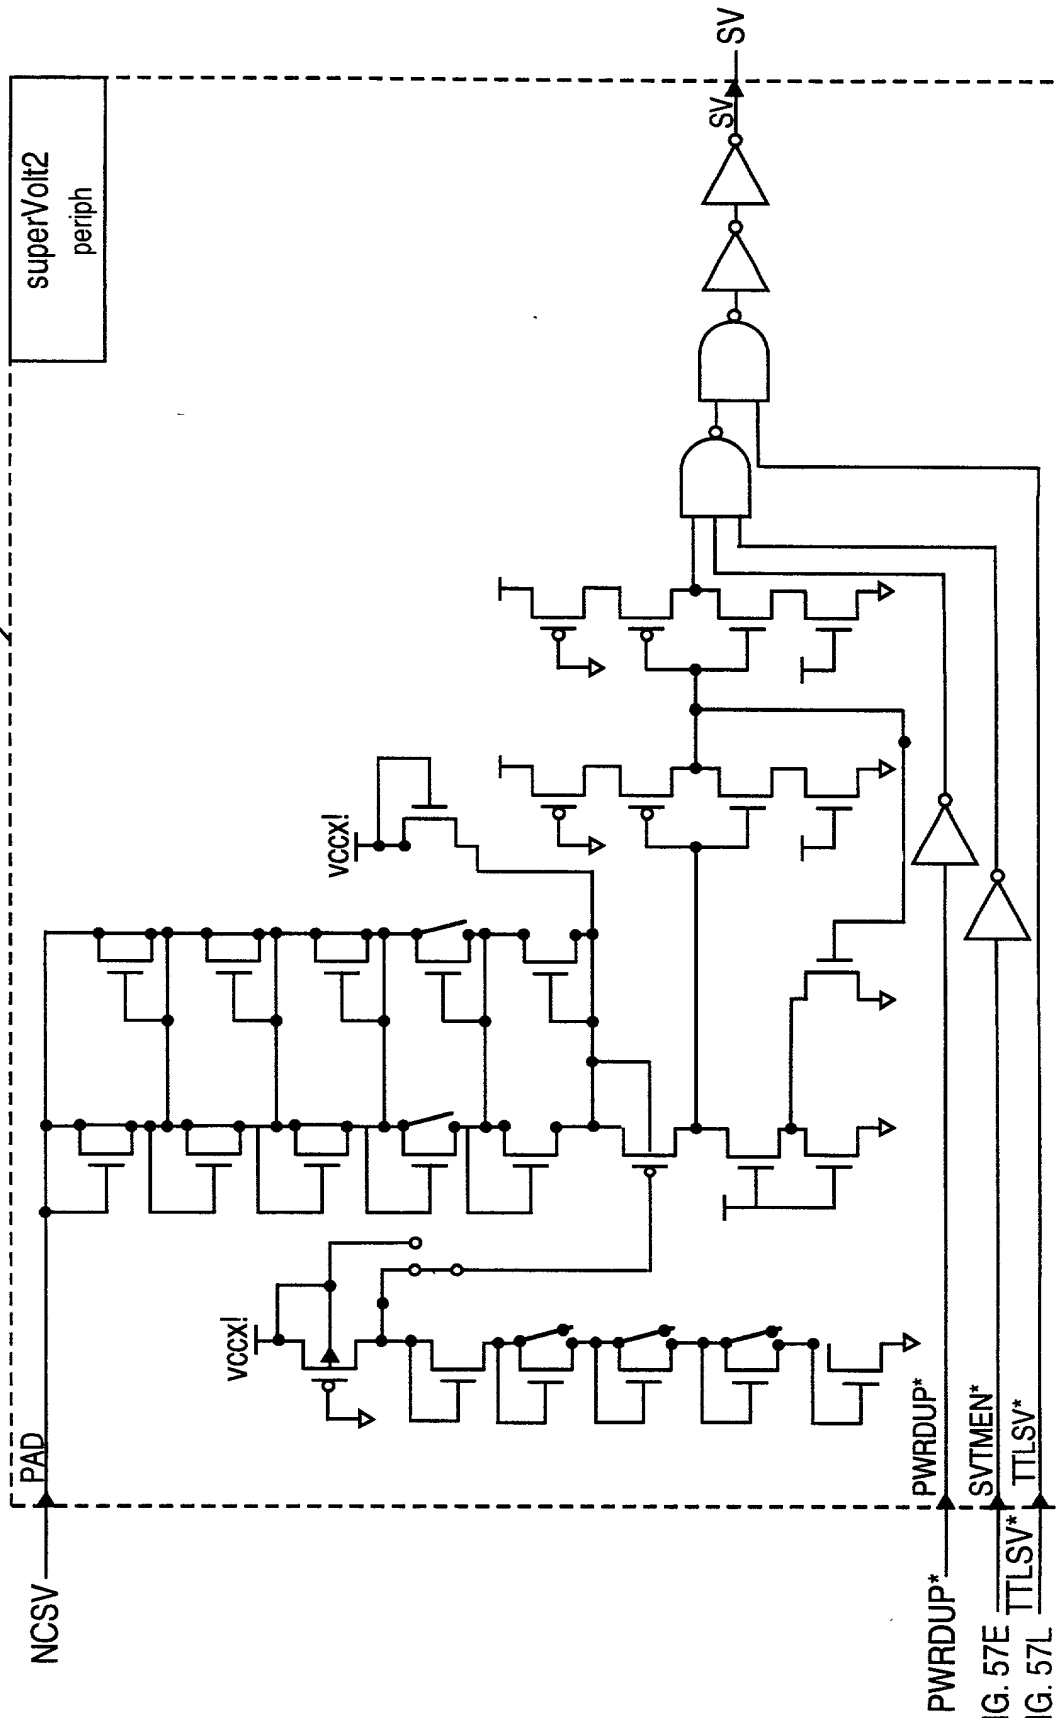 superVolt2
periph
SV
SV
VCCX!
VCCX!
PAD
NCSV
PWRDUP*
SVTMEN*
TTLSV*
PWRDUP*
TTLSV*
IG. 57E
IG. 57L